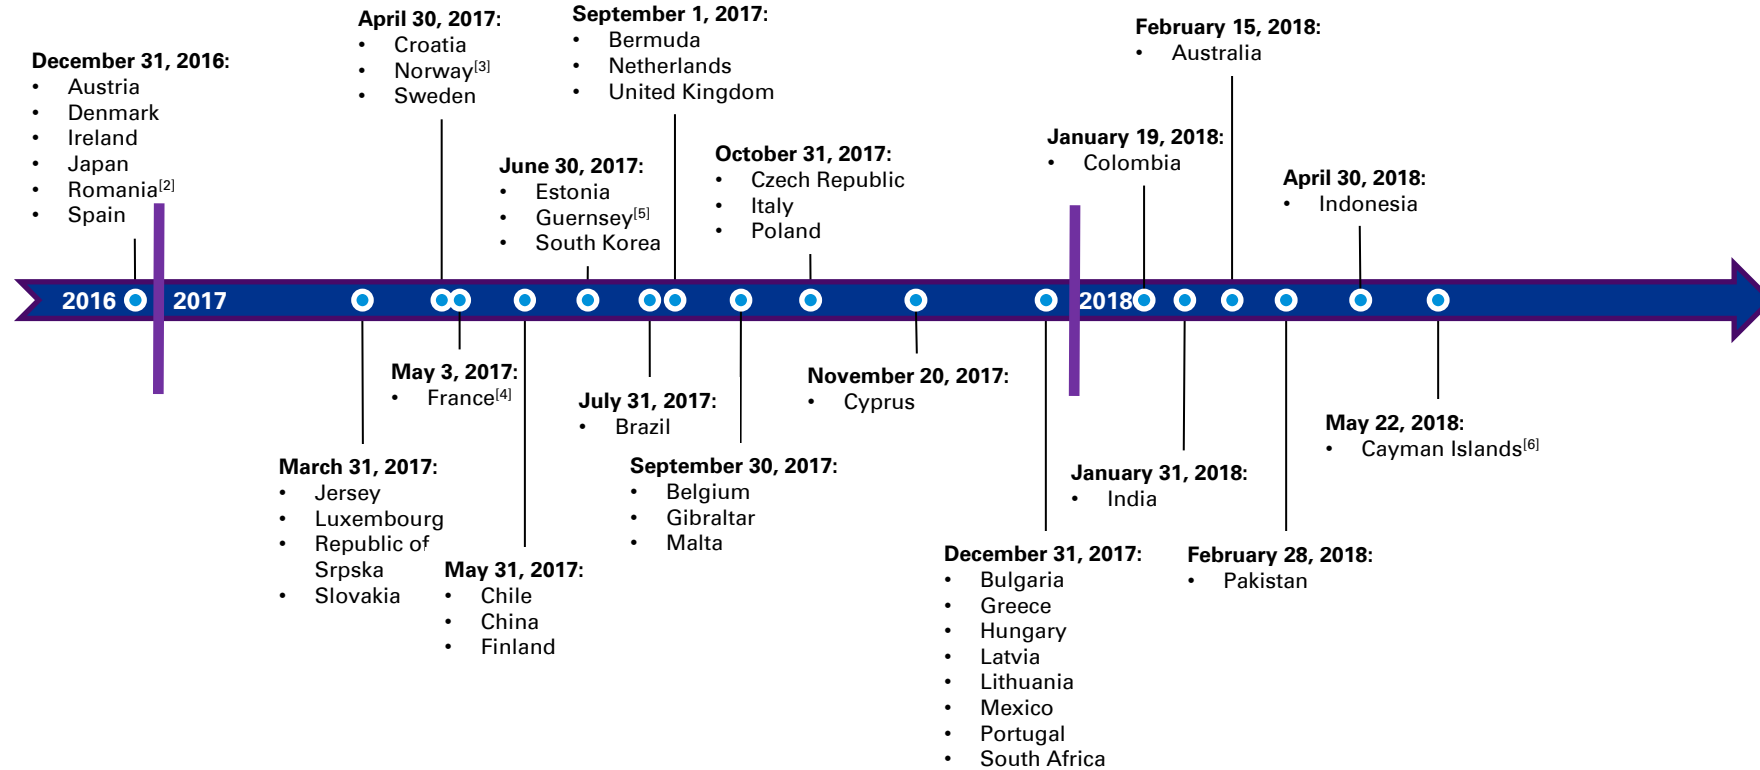 December 31, 2016:
• Austria
• Denmark
• Ireland
• Japan
• Romania[2]
• Spain
April 30, 2017:
• Croatia
• Norway[3]
• Sweden
June 30, 2017:
• Estonia
• Guernsey[5]
• South Korea
September 1, 2017:
• Bermuda
• Netherlands
• United Kingdom
October 31, 2017:
• Czech Republic
• Italy
• Poland
January 19, 2018:
• Colombia
February 15, 2018:
• Australia
April 30, 2018:
• Indonesia
2016
2017
2018
March 31, 2017:
• Jersey
• Luxembourg
• Republic of
Srpska
• Slovakia
May 3, 2017:
• France[4]
May 31, 2017:
• Chile
• China
• Finland
July 31, 2017:
• Brazil
September 30, 2017:
• Belgium
• Gibraltar
• Malta
November 20, 2017:
• Cyprus
December 31, 2017:
• Bulgaria
• Greece
• Hungary
• Latvia
• Lithuania
• Mexico
• Portugal
• South Africa
January 31, 2018:
• India
February 28, 2018:
• Pakistan
May 22, 2018:
• Cayman Islands[6]